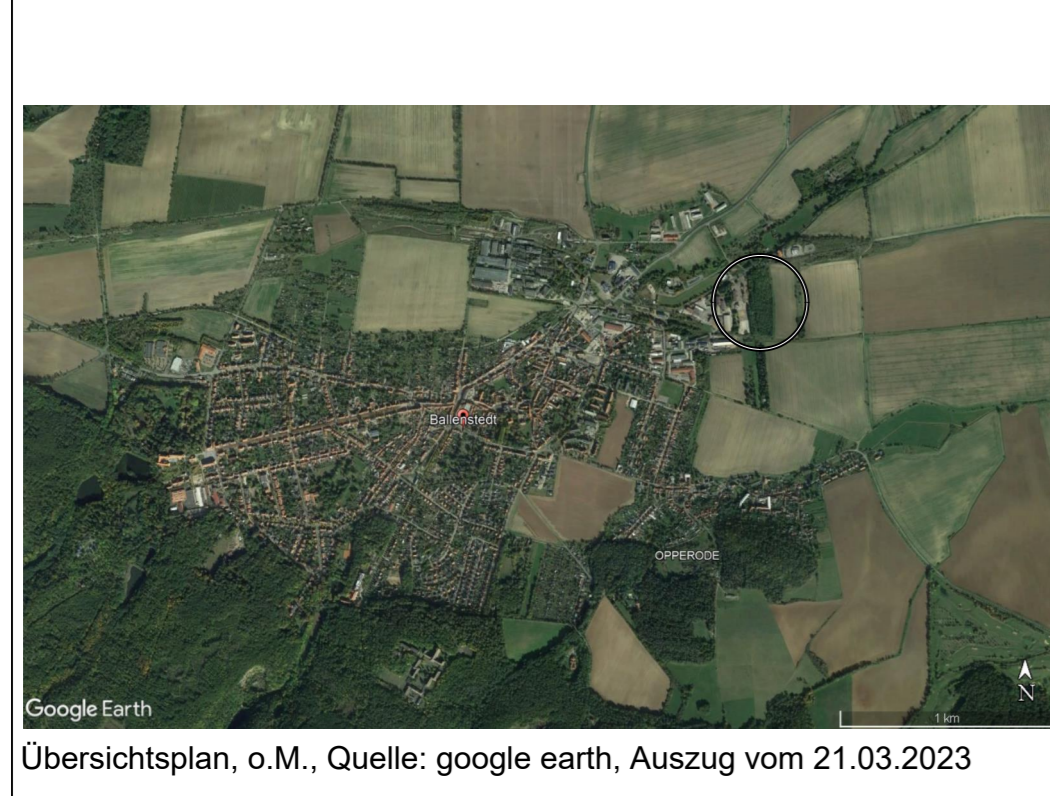 Ballenstedt
OPPERODE
Google Earth
N
1 km
Übersichtsplan, o.M., Quelle: google earth, Auszug vom 21.03.2023